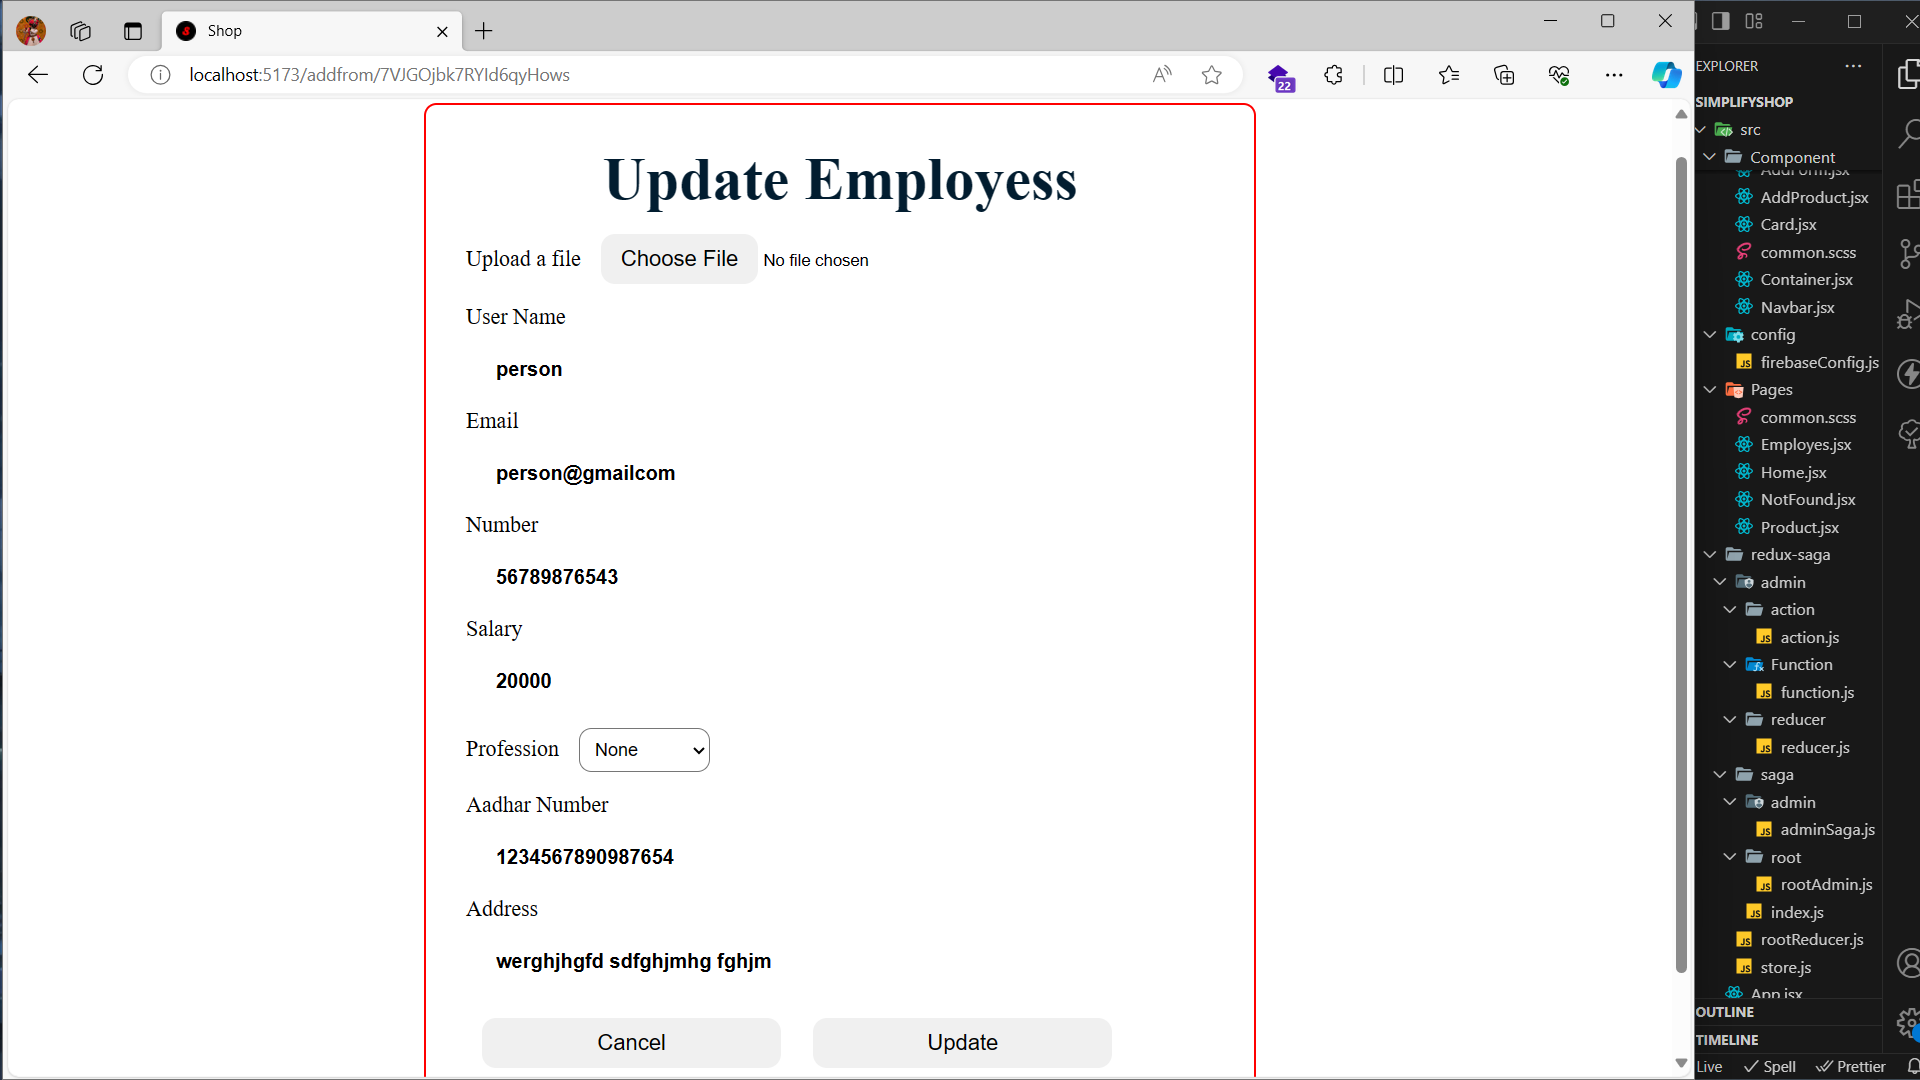 Shop
localhost:5173/addfrom/7VJGOjbk7RYId6qyHows
22
Update Employess
Upload a file Choose File No file chosen
User Name
person
Email
person@gmailcom
Number
56789876543
Salary
20000
Profession None
Aadhar Number
1234567890987654
Address
werghjhgfd sdfghjmhg fghjm
Cancel Update
EXPLORER
SIMPLIFYSHOP
src
Component
AddForm.jsx
AddProduct.jsx
Card.jsx
common.scss
Container.jsx
Navbar.jsx
config
firebaseConfig.js
Pages
common.scss
Employes.jsx
Home.jsx
NotFound.jsx
Product.jsx
redux-saga
admin
action
action.js
Function
function.js
reducer
reducer.js
saga
admin
adminSaga.js
root
rootAdmin.js
index.js
rootReducer.js
store.js
App.jsx
OUTLINE
TIMELINE
Live Spell Prettier